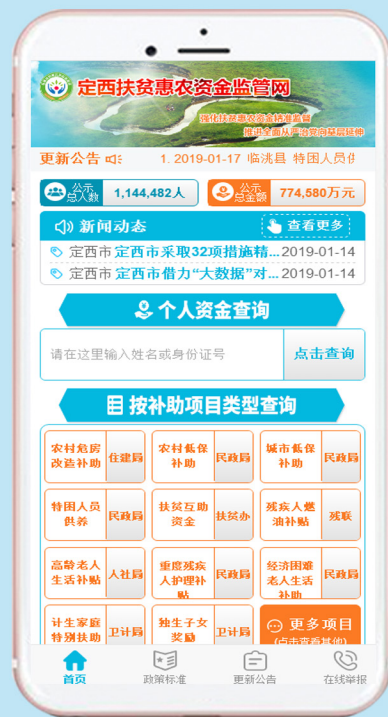 定西扶贫惠农资金监管网
强化扶贫惠农资金精准监督
推进全面从严治党向基层延伸
更新公告 1. 2019-01-17 临洮县 特困人员供
公示总人数 1,144,482人 公示总金额 774,580万元
新闻动态 查看更多
定西市 定西市采取32项措施精...2019-01-14
定西市 定西市借力“大数据”对...2019-01-14
个人资金查询
请在这里输入姓名或身份证号 点击查询
按补助项目类型查询
农村危房改造补助 住建局
农村低保补助 民政局
城市低保补助 民政局
特困人员供养 民政局
扶贫互助资金 扶贫办
残疾人燃油补贴 残联
高龄老人生活补贴 人社局
重度残疾人护理补贴 民政局
经济困难老人生活补助 民政局
计生家庭特别扶助 卫计局
独生子女奖励 卫计局
更多项目
(点击查看其他)
首页 政策标准 更新公告 在线举报